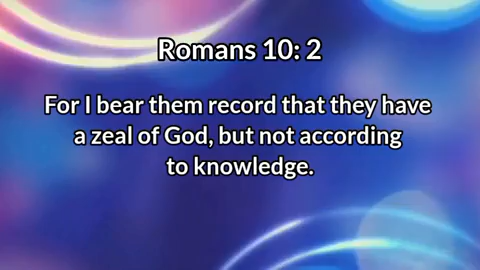 Romans 10: 2
For I bear them record that they have
a zeal of God, but not according
to knowledge.